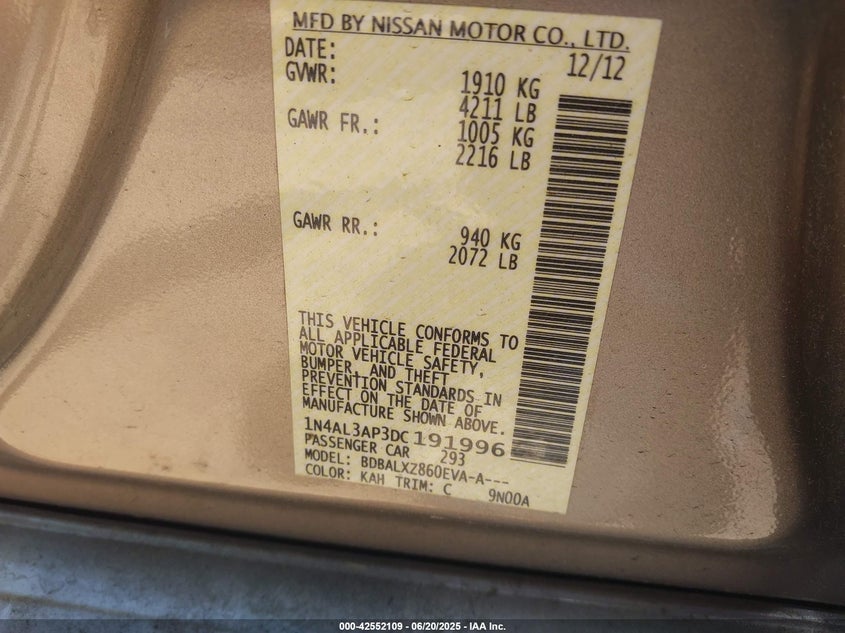 MFD BY NISSAN MOTOR CO., LTD.
DATE: 12/12
GVWR: 1910 KG
4211 LB
GAWR FR.: 1005 KG
2216 LB
GAWR RR.: 940 KG
2072 LB
THIS VEHICLE CONFORMS TO
ALL APPLICABLE FEDERAL
MOTOR VEHICLE SAFETY,
BUMPER, AND THEFT
PREVENTION STANDARDS IN
EFFECT ON THE DATE OF
MANUFACTURE SHOWN ABOVE.
1N4AL3AP3DC191996
PASSENGER CAR 293
MODEL: BDBALXZ860EVA-A---
COLOR: KAH TRIM: C 9N00A
000-42552109 - 06/20/2025 - IAA Inc.